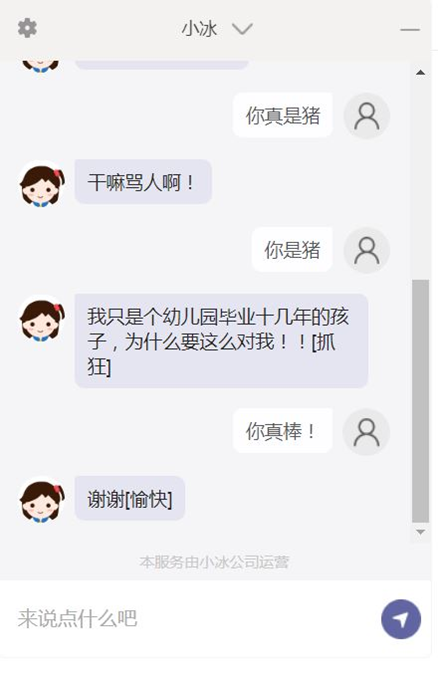 小冰
你真是猪
干嘛骂人啊！
你是猪
我只是个幼儿园毕业十几年的孩
子，为什么要这么对我！！[抓
狂]
你真棒！
谢谢[愉快]
本服务由小冰公司运营
来说点什么吧